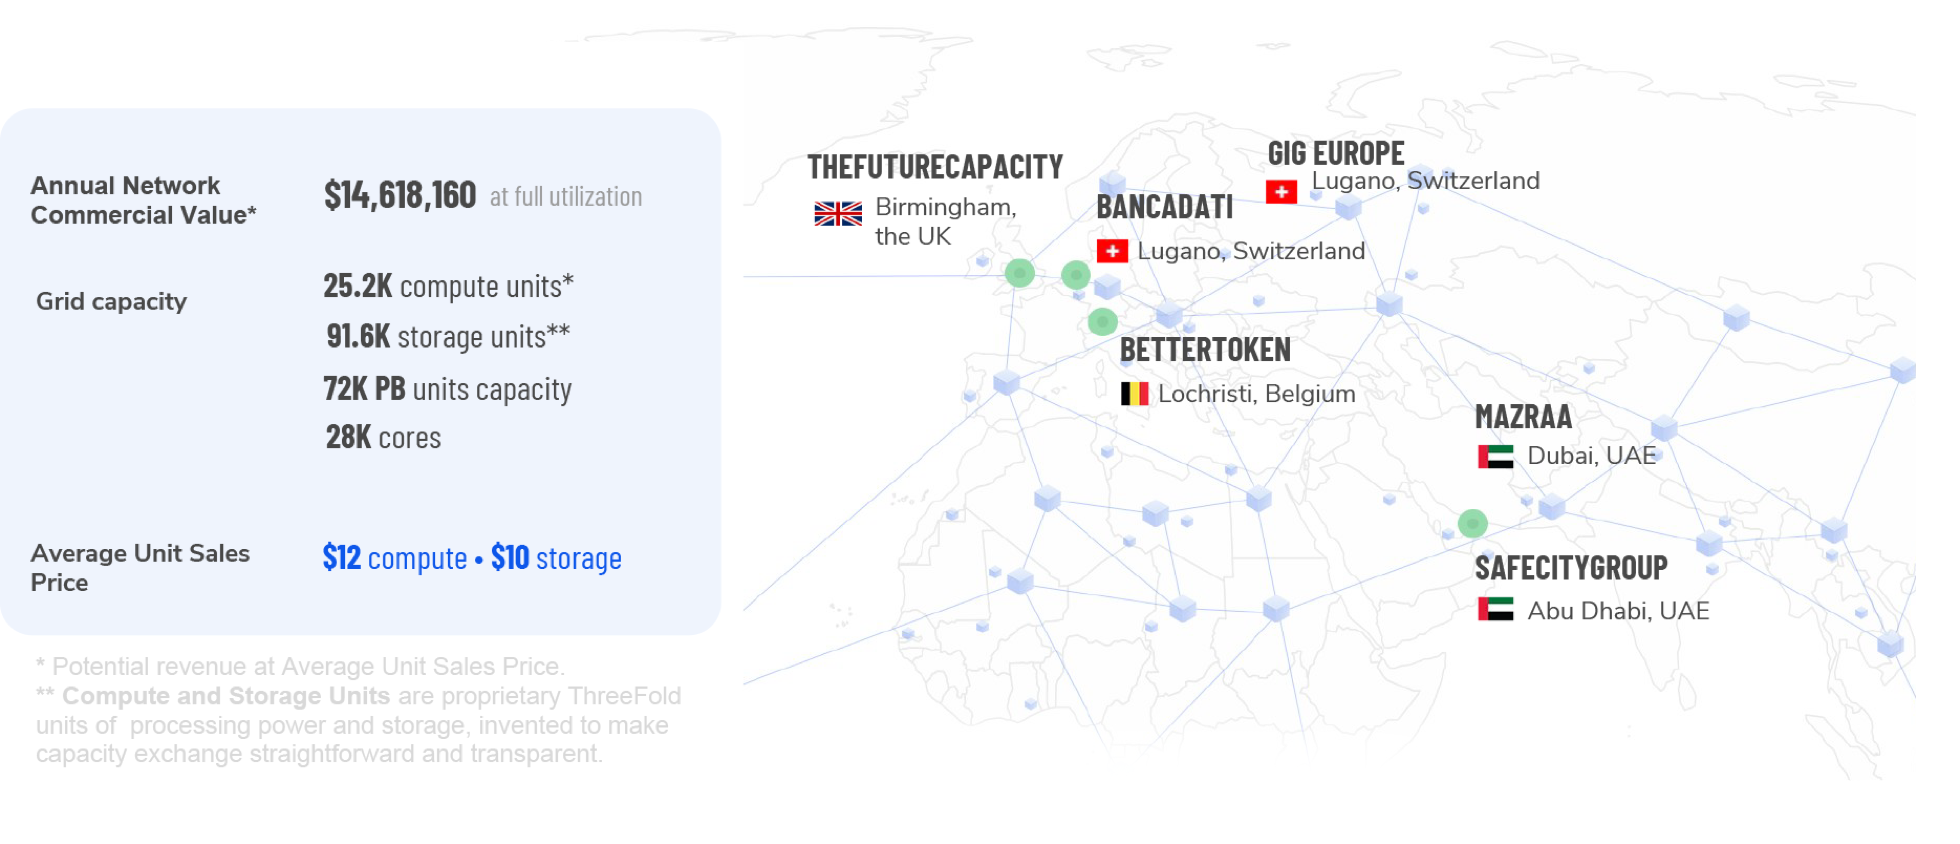 Annual Network
Commercial Value*
$14,618,160 at full utilization
Grid capacity
25.2K compute units*
91.6K storage units**
72K PB units capacity
28K cores
Average Unit Sales
Price
$12 compute • $10 storage
* Potential revenue at Average Unit Sales Price.
** Compute and Storage Units are proprietary ThreeFold
units of  processing power and storage, invented to make
capacity exchange straightforward and transparent.
THEFUTURECAPACITY
Birmingham,
the UK
GIG EUROPE
Lugano, Switzerland
BANCADATI
Lugano, Switzerland
BETTERTOKEN
Lochristi, Belgium
MAZRAA
Dubai, UAE
SAFECITYGROUP
Abu Dhabi, UAE